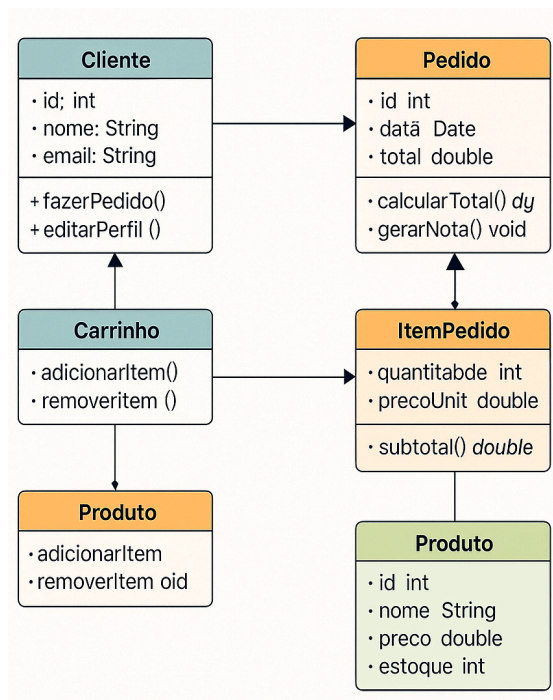 Cliente
· id; int
· nome: String
· email: String
+ fazerPedido()
+ editarPerfil ()
Pedido
· id int
· datä Date
· total double
· calcularTotal() dy
· gerarNota() void
Carrinho
· adicionarItem()
· removeritem ()
ItemPedido
· quantitabde int
· precoUnit double
· subtotal() double
Produto
· adicionarItem
· removerItem oid
Produto
· id int
· nome String
· preco double
· estoque int